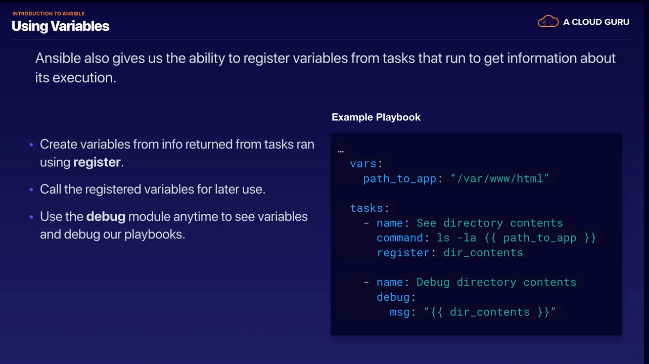 INTRODUCTION TO ANSIBLE
Using Variables
A CLOUD GURU
Ansible also gives us the ability to register variables from tasks that run to get information about
its execution.
• Create variables from info returned from tasks ran
using register.
• Call the registered variables for later use.
• Use the debug module anytime to see variables
and debug our playbooks.
Example Playbook
…
vars:
path_to_app: “/var/www/html”
tasks:
- name: See directory contents
command: ls -la {{ path_to_app }}
register: dir_contents
- name: Debug directory contents
debug:
msg: “{{ dir_contents }}”